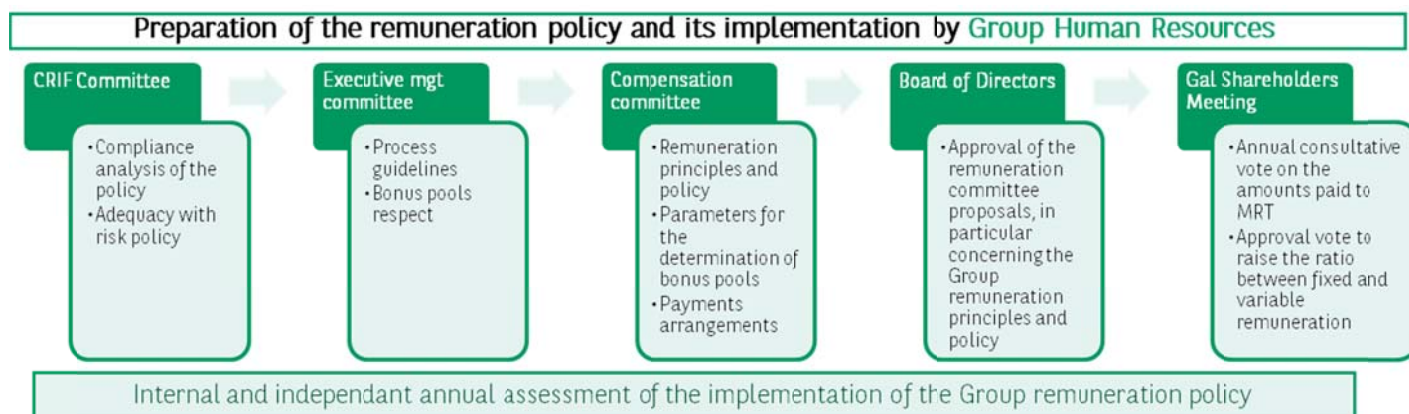 Preparation of the remuneration policy and its implementation by Group Human Resources
CRIF Committee
• Compliance
analysis of the
policy
• Adequacy with
risk policy
Executive mgt
committee
• Process
guidelines
• Bonus pools
respect
Compensation
committee
• Remuneration
principles and
policy
• Parameters for
the
determination of
bonus pools
• Payments
arrangements
Board of Directors
• Approval of the
remuneration
committee
proposals, in
particular
concerning the
Group
remuneration
principles and
policy
Gal Shareholders
Meeting
• Annual consultative
vote on the
amounts paid to
MRT
• Approval vote to
raise the ratio
between fixed and
variable
remuneration
Internal and independant annual assessment of the implementation of the Group remuneration policy